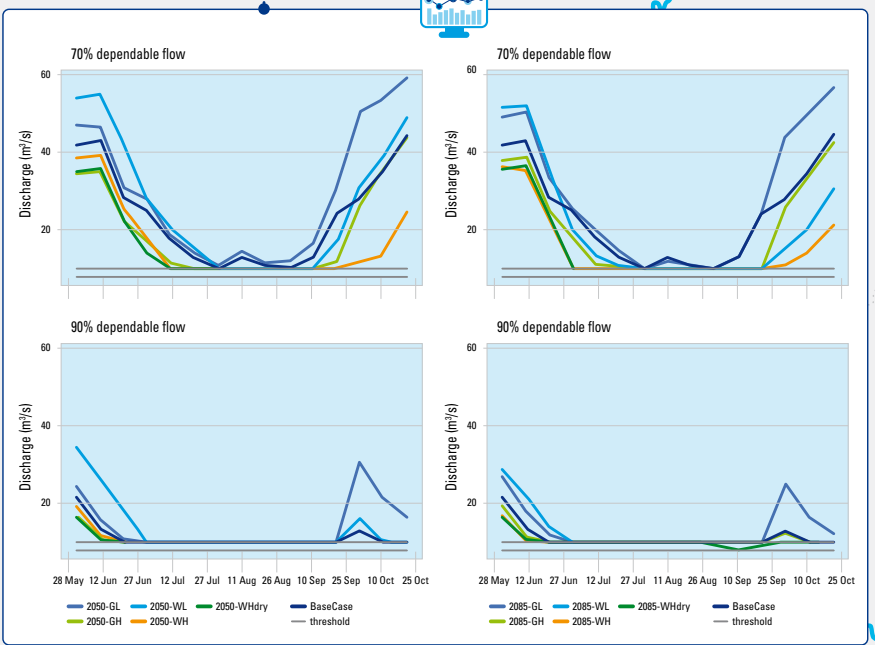 70% dependable flow
60
40
20
Discharge (m³/s)
70% dependable flow
60
40
20
Discharge (m³/s)
90% dependable flow
60
40
20
Discharge (m³/s)
28 May 12 Jun 27 Jun 12 Jul 27 Jul 11 Aug 26 Aug 10 Sep 25 Sep 10 Oct 25 Oct
2050-GL 2050-WL 2050-WHdry BaseCase
2050-GH 2050-WH threshold
90% dependable flow
60
40
20
Discharge (m³/s)
28 May 12 Jun 27 Jun 12 Jul 27 Jul 11 Aug 26 Aug 10 Sep 25 Sep 10 Oct 25 Oct
2085-GL 2085-WL 2085-WHdry BaseCase
2085-GH 2085-WH threshold